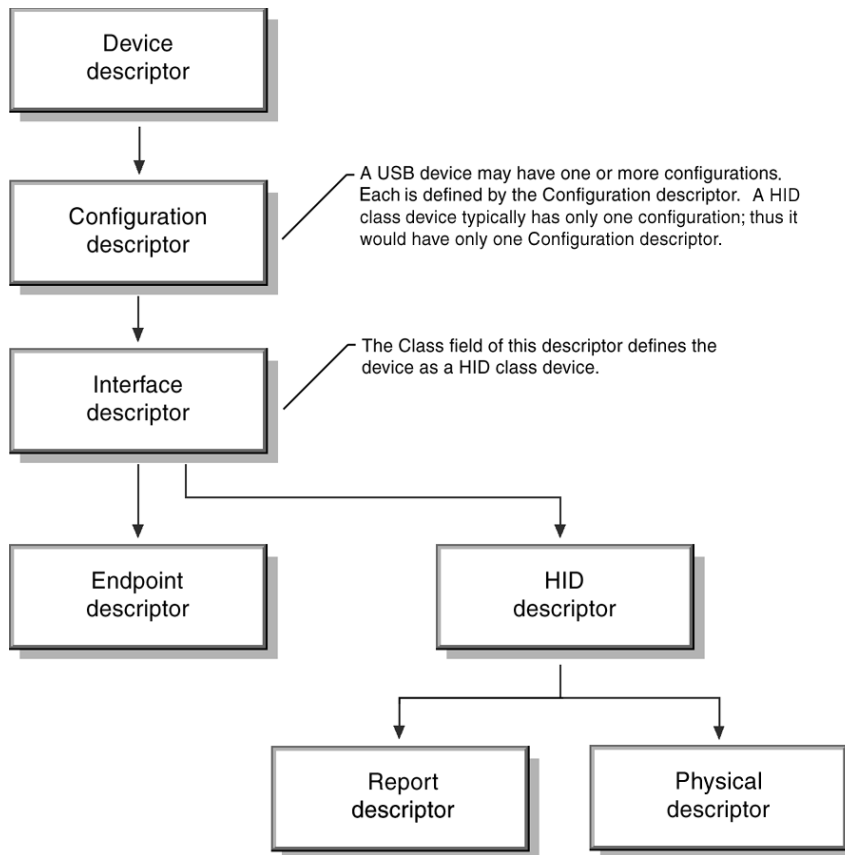 Device
descriptor
A USB device may have one or more configurations.
Each is defined by the Configuration descriptor. A HID
class device typically has only one configuration; thus it
would have only one Configuration descriptor.
Configuration
descriptor
The Class field of this descriptor defines the
device as a HID class device.
Interface
descriptor
Endpoint
descriptor
HID
descriptor
Report
descriptor
Physical
descriptor